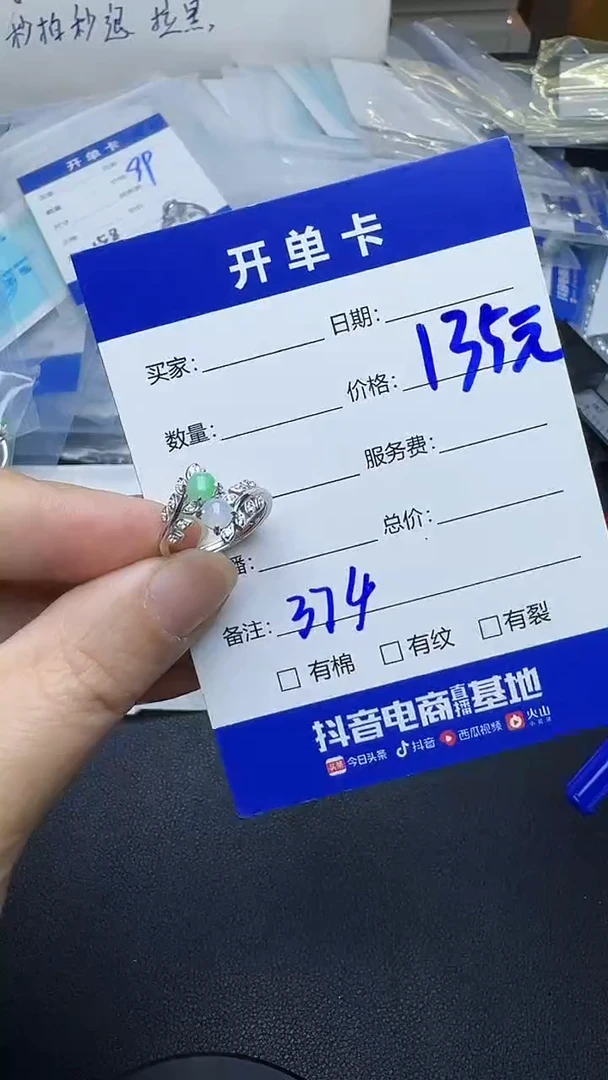 秒拍秒退 拉黑,
开单卡
99
158
开单卡
日期:
买家:
135元
价格:
数量:
服务费:
总价:
播:
备注: 374
有棉 有纹 有裂
抖音电商直播基地
今日头条 抖音 西瓜视频 火山